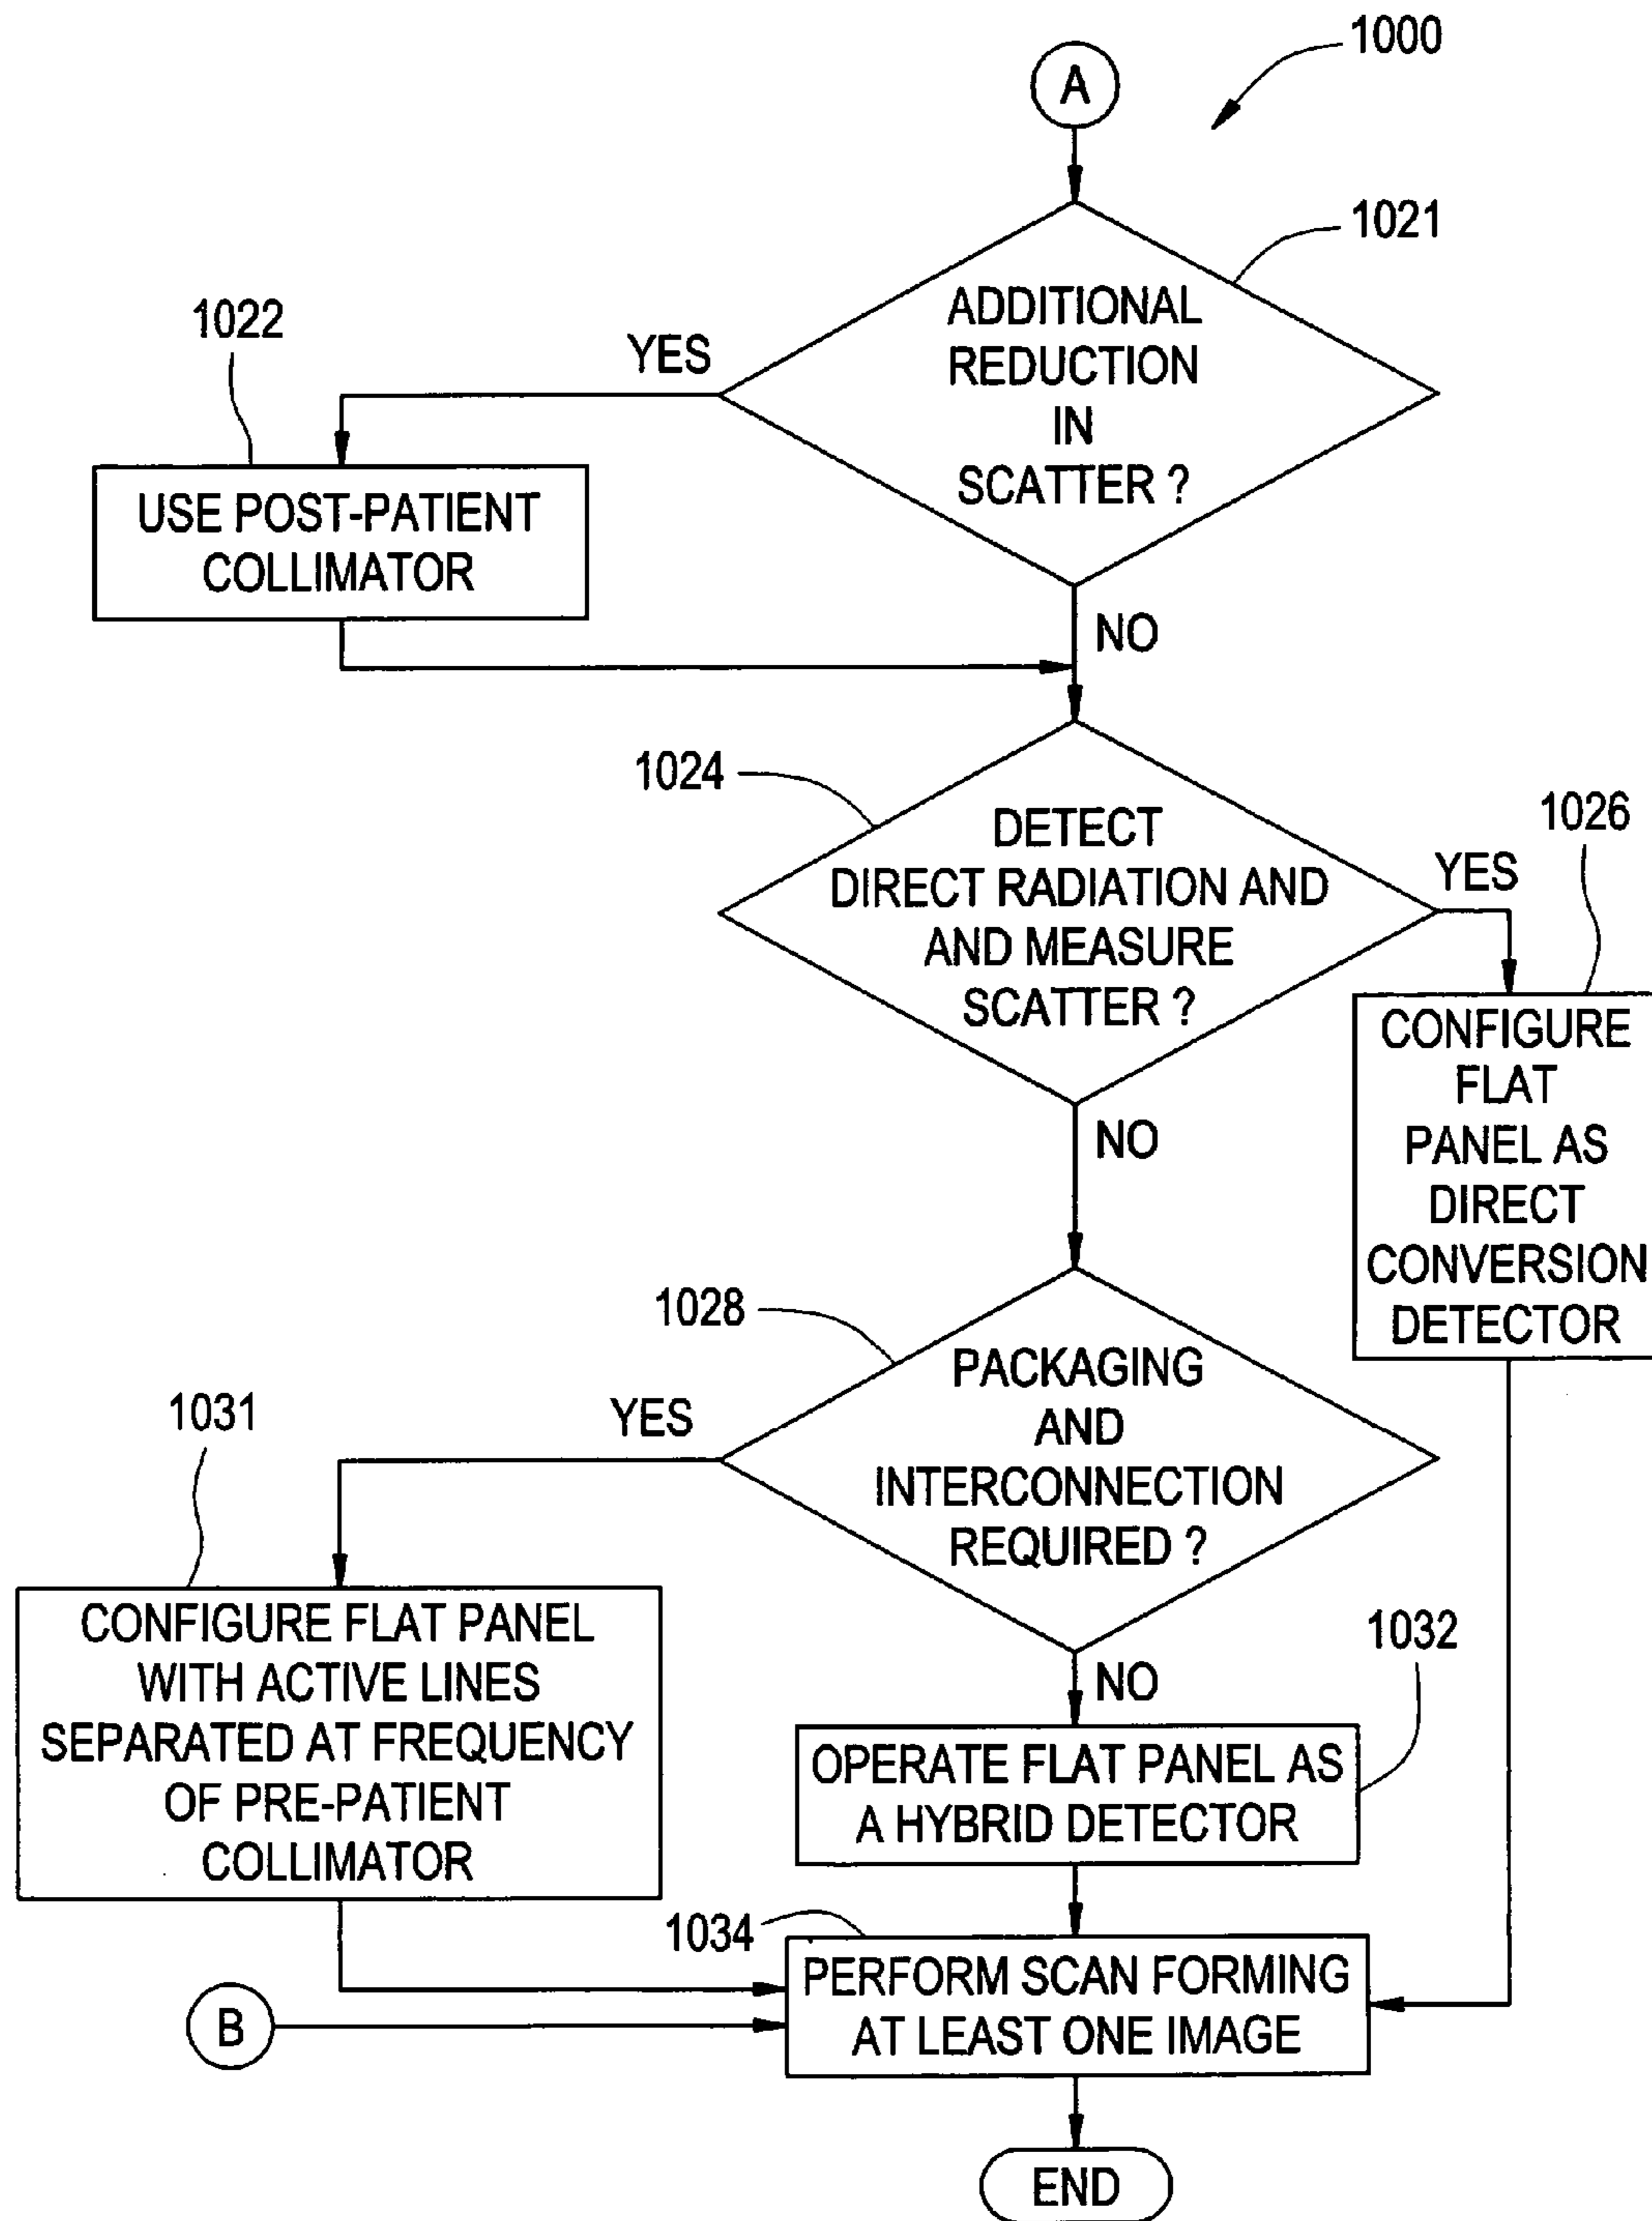 1000
A
1021
ADDITIONAL
REDUCTION
IN
SCATTER ?
YES
1022
USE POST-PATIENT
COLLIMATOR
NO
1024
DETECT
DIRECT RADIATION AND
AND MEASURE
SCATTER ?
YES
1026
CONFIGURE
FLAT
PANEL AS
DIRECT
CONVERSION
DETECTOR
NO
1028
PACKAGING
AND
INTERCONNECTION
REQUIRED ?
YES
1031
CONFIGURE FLAT PANEL
WITH ACTIVE LINES
SEPARATED AT FREQUENCY
OF PRE-PATIENT
COLLIMATOR
NO
1032
OPERATE FLAT PANEL AS
A HYBRID DETECTOR
1034
PERFORM SCAN FORMING
AT LEAST ONE IMAGE
B
END